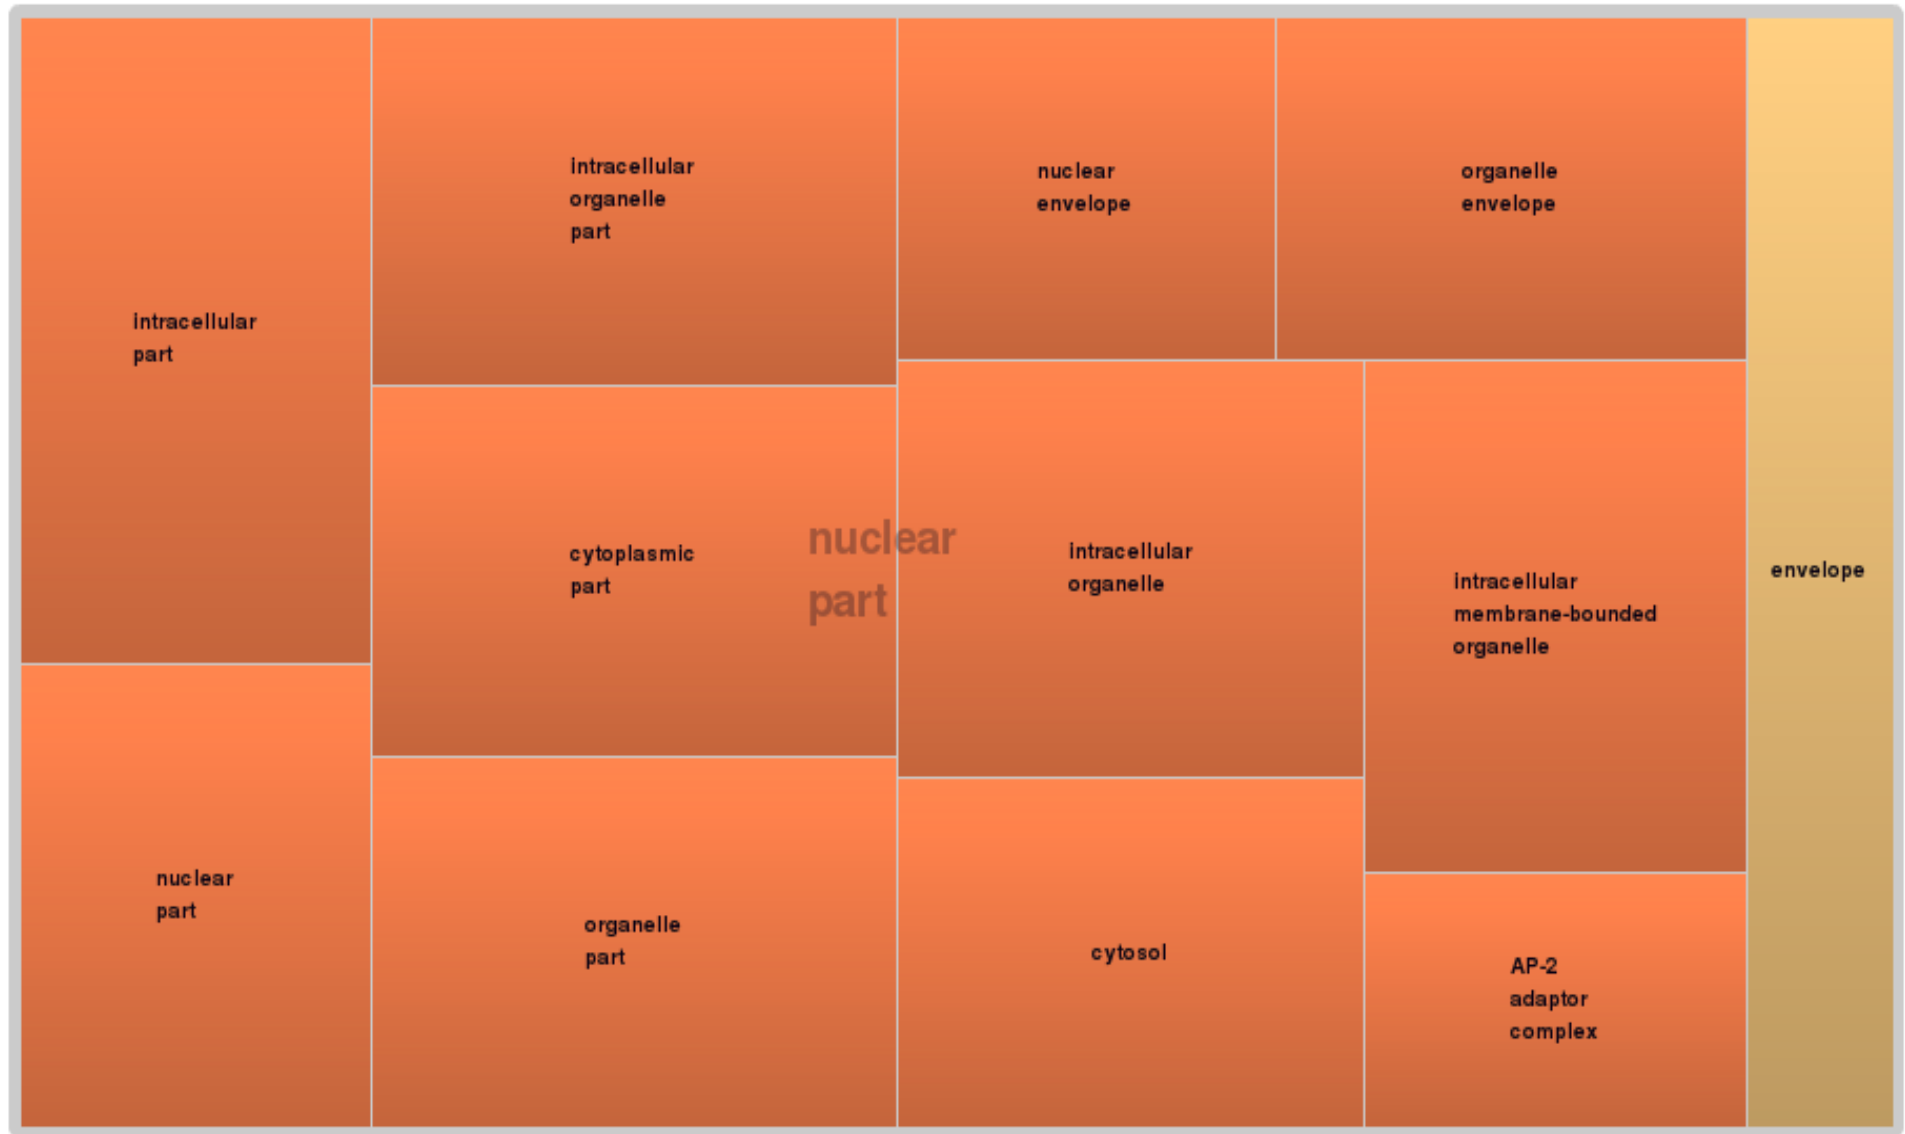 intracellular
part
nuclear
part
intracellular
organelle
part
cytoplasmic
part
organelle
part
nuclear
part
nuclear
envelope
organelle
envelope
intracellular
organelle
intracellular
membrane-bounded
organelle
cytosol
AP-2
adaptor
complex
envelope